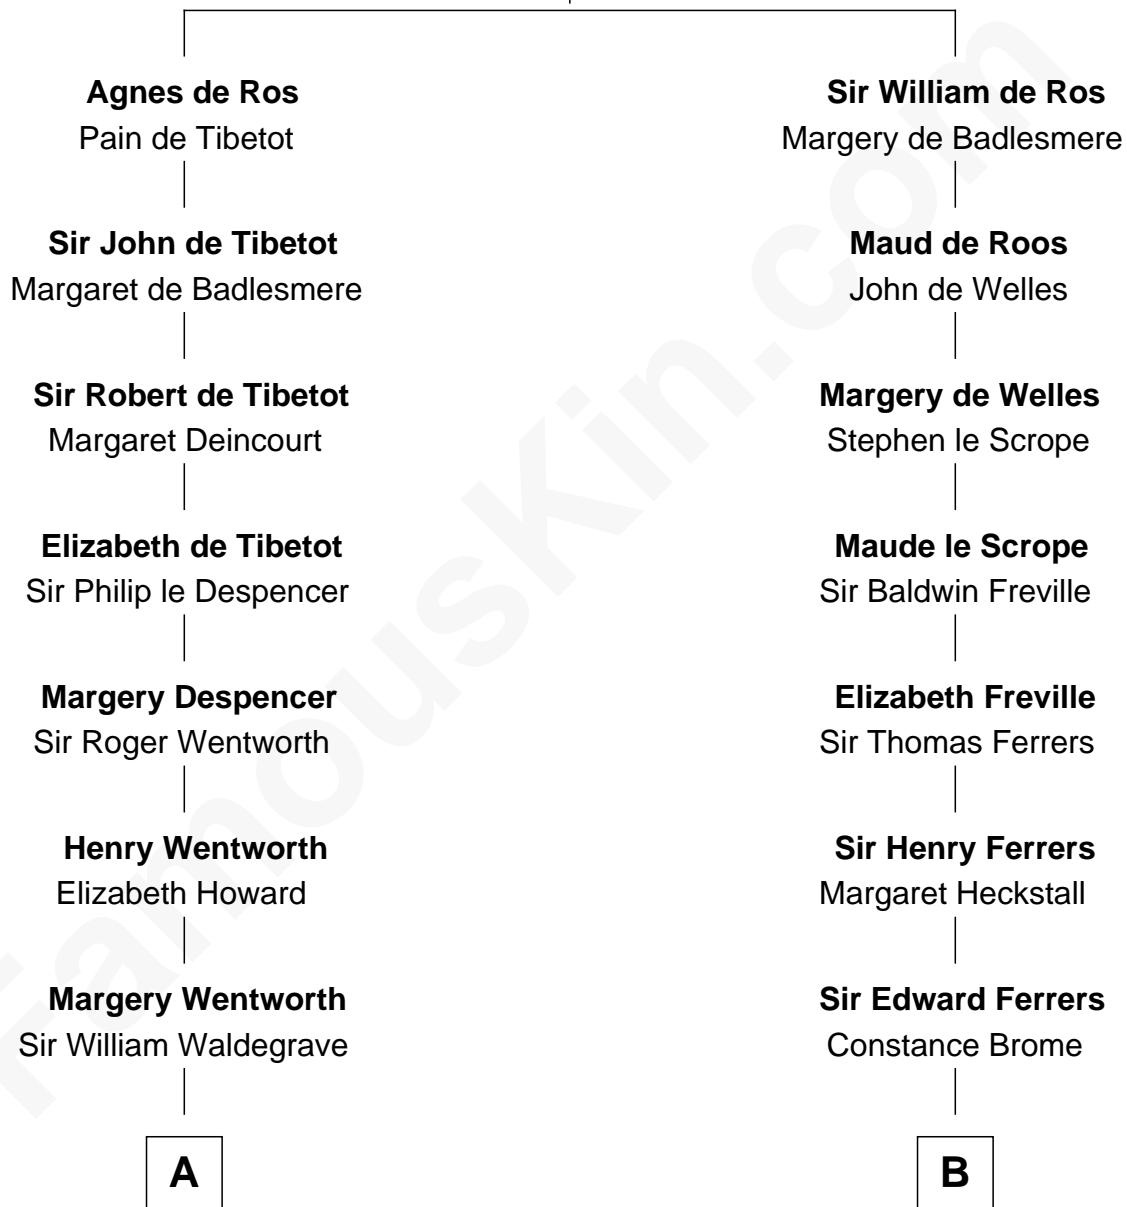 Agnes de Ros
Pain de Tibetot
Sir John de Tibetot
Margaret de Badlesmere
Sir Robert de Tibetot
Margaret Deincourt
Elizabeth de Tibetot
Sir Philip le Despencer
Margery Despencer
Sir Roger Wentworth
Henry Wentworth
Elizabeth Howard
Margery Wentworth
Sir William Waldegrave
A
Sir William de Ros
Margery de Badlesmere
Maud de Roos
John de Welles
Margery de Welles
Stephen le Scrope
Maude le Scrope
Sir Baldwin Freville
Elizabeth Freville
Sir Thomas Ferrers
Sir Henry Ferrers
Margaret Heckstall
Sir Edward Ferrers
Constance Brome
B
FamousKin.com